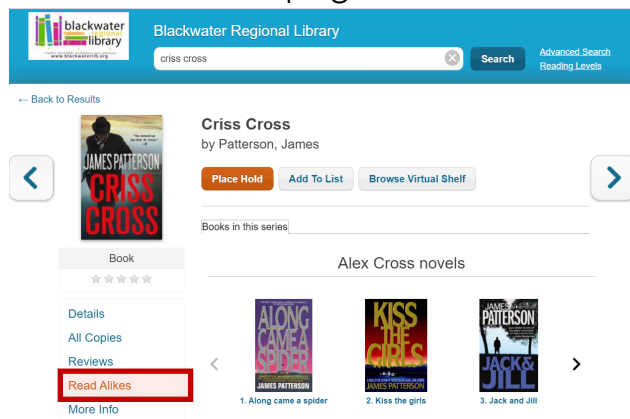 blackwater
regional
library
www.blackwaterlib.org
Blackwater Regional Library
criss cross
Search
Advanced Search
Reading Levels
← Back to Results
JAMES PATTERSON
CRISS
CROSS
Criss Cross
by Patterson, James
Place Hold
Add To List
Browse Virtual Shelf
Books in this series
Book
Alex Cross novels
Details
All Copies
Reviews
Read Alikes
More Info
ALONG
CAME A
SPIDER
JAMES PATTERSON
KISS
THE
GIRLS
JAMES PATTERSON
JAMES
PATTERSON
JACK&
JILL
1. Along came a spider
2. Kiss the girls
3. Jack and Jill